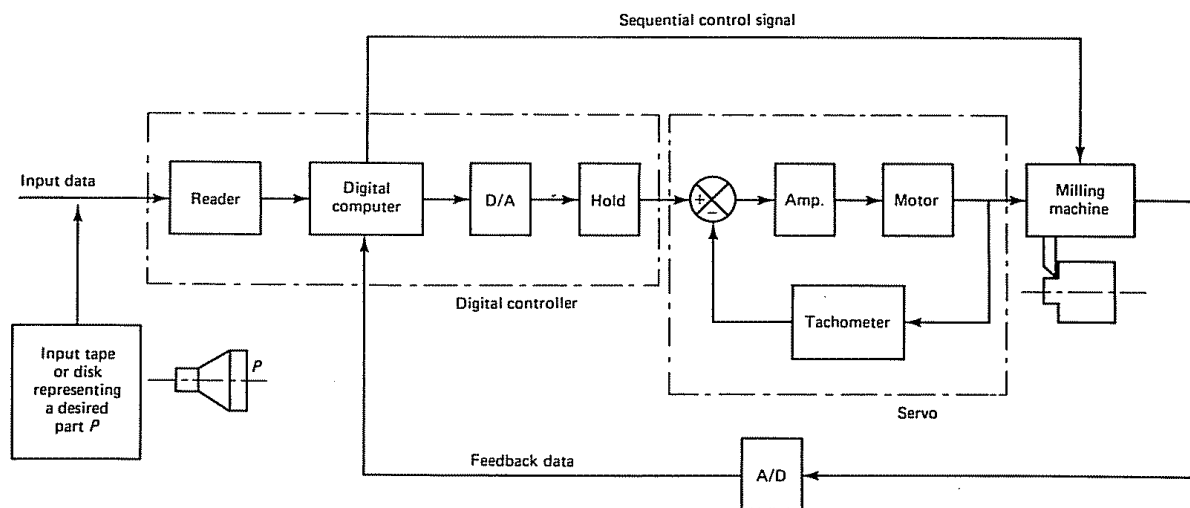 Sequential control signal
Input data
Reader
Digital
computer
D/A
Hold
+
−
Amp.
Motor
Milling
machine
Digital controller
Tachometer
Input tape
or disk
representing
a desired
part P
P
Servo
Feedback data
A/D